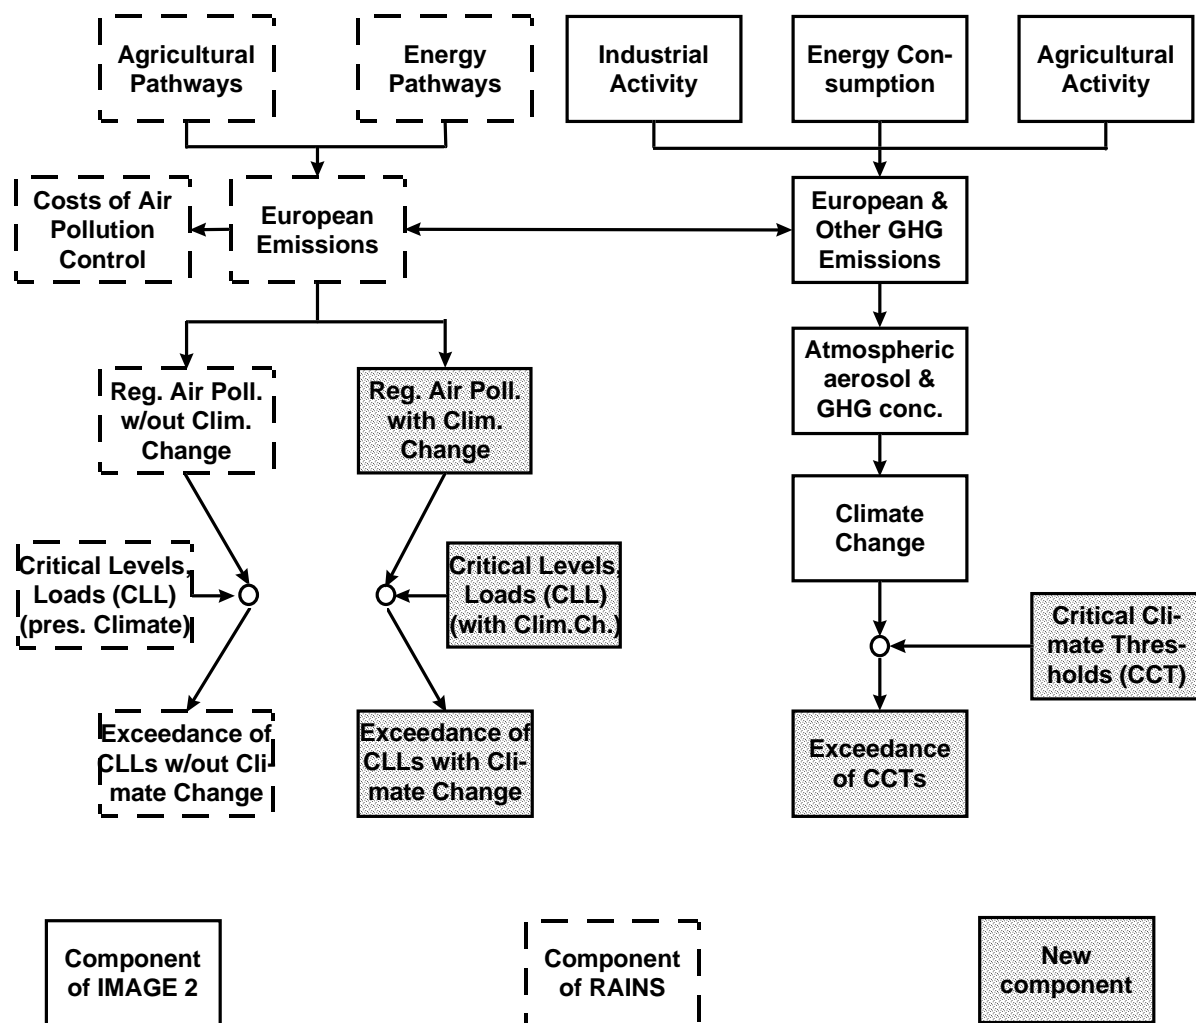 Agricultural
Pathways
Energy
Pathways
Industrial
Activity
Energy Con-
sumption
Agricultural
Activity
Costs of Air
Pollution
Control
European
Emissions
European &
Other GHG
Emissions
Atmospheric
aerosol &
GHG conc.
Reg. Air Poll.
w/out Clim.
Change
Reg. Air Poll.
with Clim.
Change
Climate
Change
Critical Levels,
Loads (CLL)
(pres. Climate)
Critical Levels,
Loads (CLL)
(with Clim.Ch.)
Critical Cli-
mate Thres-
holds (CCT)
Exceedance of
CLLs w/out Cli-
mate Change
Exceedance of
CLLs with Cli-
mate Change
Exceedance
of CCTs
Component
of IMAGE 2
Component
of RAINS
New
component